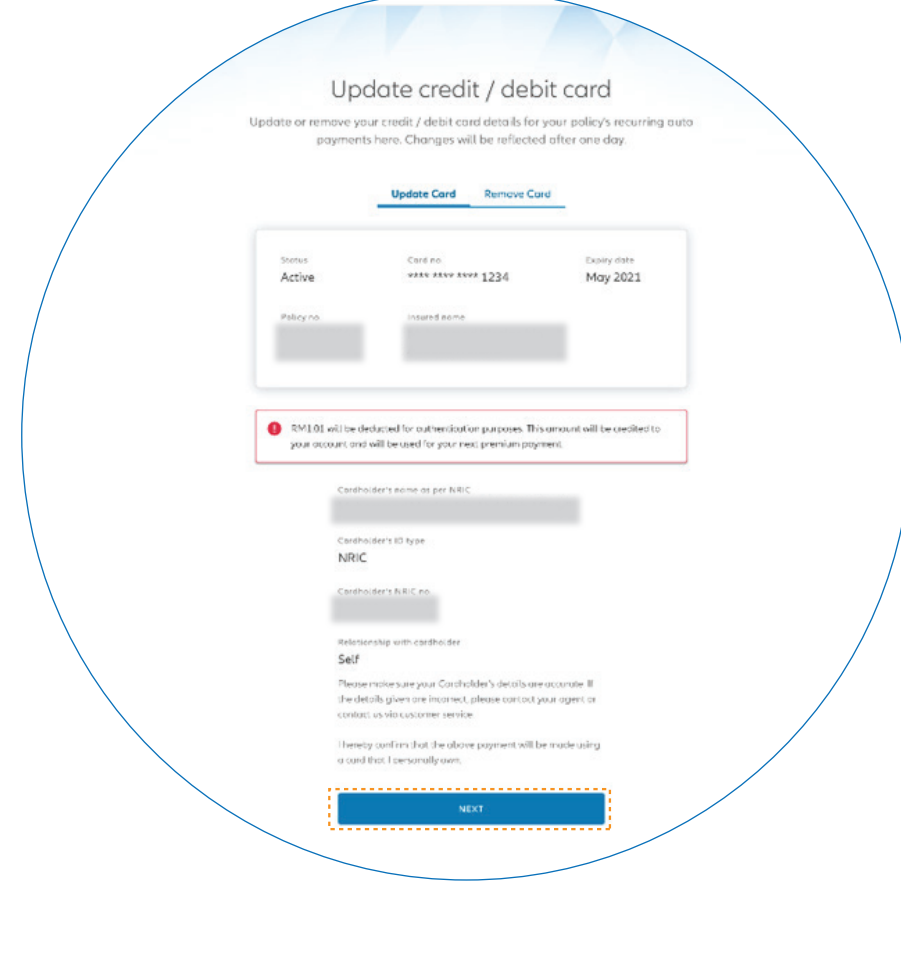 Update credit / debit card
Update or remove your credit / debit card details for your policy's recurring auto
payments here. Changes will be reflected after one day.
Update Card Remove Card
Status Card no. Expiry date
Active **** **** **** 1234 May 2021
Policy no. Insured name
RM1.01 will be deducted for authentication purposes. This amount will be credited to
your account and will be used for your next premium payment.
Cardholder's name as per NRIC
Cardholder's ID type
NRIC
Cardholder's NRIC no.
Relationship with cardholder
Self
Please make sure your Cardholder's details are accurate. If
the details given are incorrect, please contact your agent or
contact us via customer service.
I hereby confirm that the above payment will be made using
a card that I personally own.
NEXT